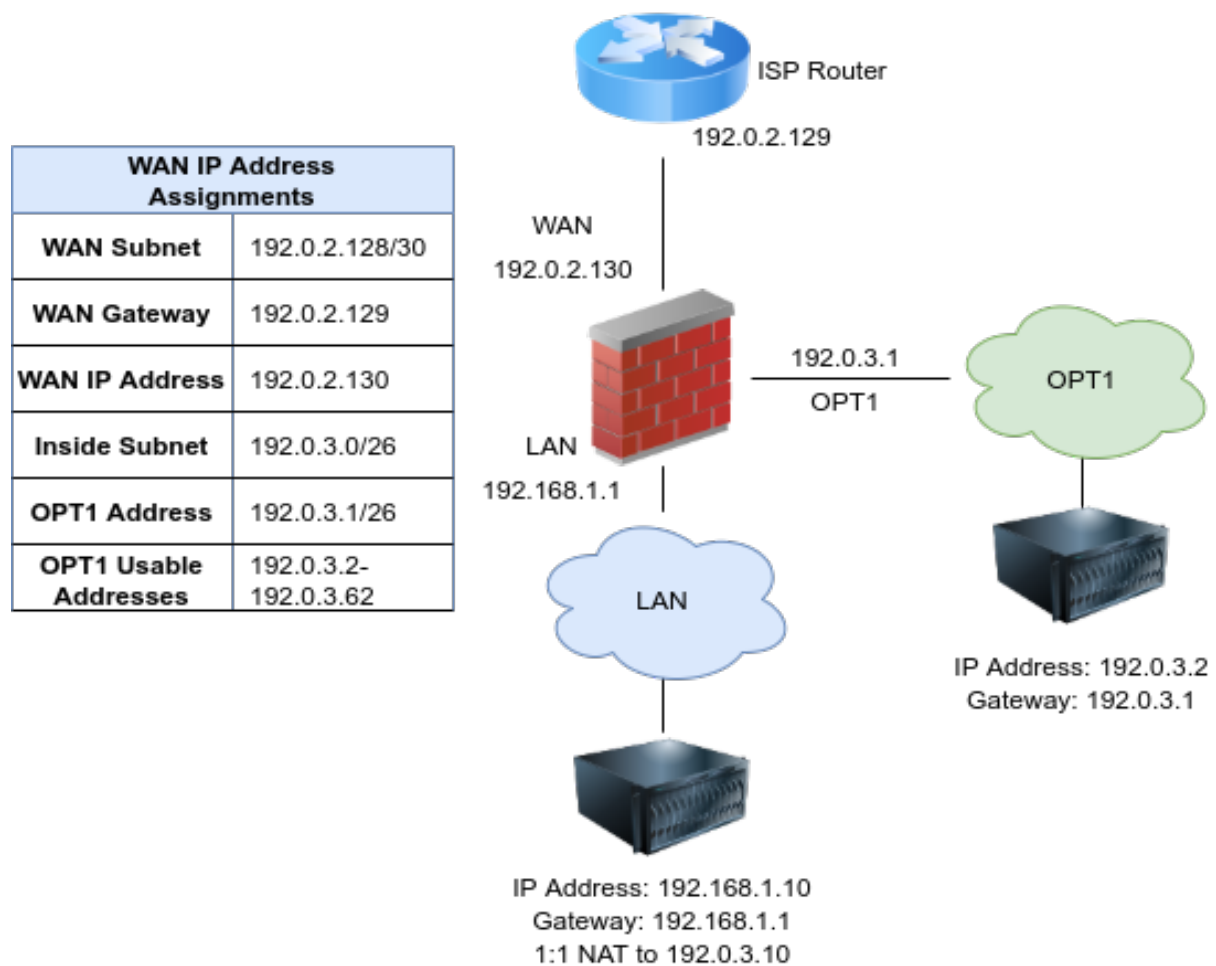 ISP Router
192.0.2.129
WAN IP Address
Assignments
WAN Subnet 192.0.2.128/30
WAN Gateway 192.0.2.129
WAN IP Address 192.0.2.130
Inside Subnet 192.0.3.0/26
OPT1 Address 192.0.3.1/26
OPT1 Usable 192.0.3.2-
Addresses 192.0.3.62
WAN
192.0.2.130
192.0.3.1
OPT1
OPT1
LAN
192.168.1.1
LAN
IP Address: 192.0.3.2
Gateway: 192.0.3.1
IP Address: 192.168.1.10
Gateway: 192.168.1.1
1:1 NAT to 192.0.3.10